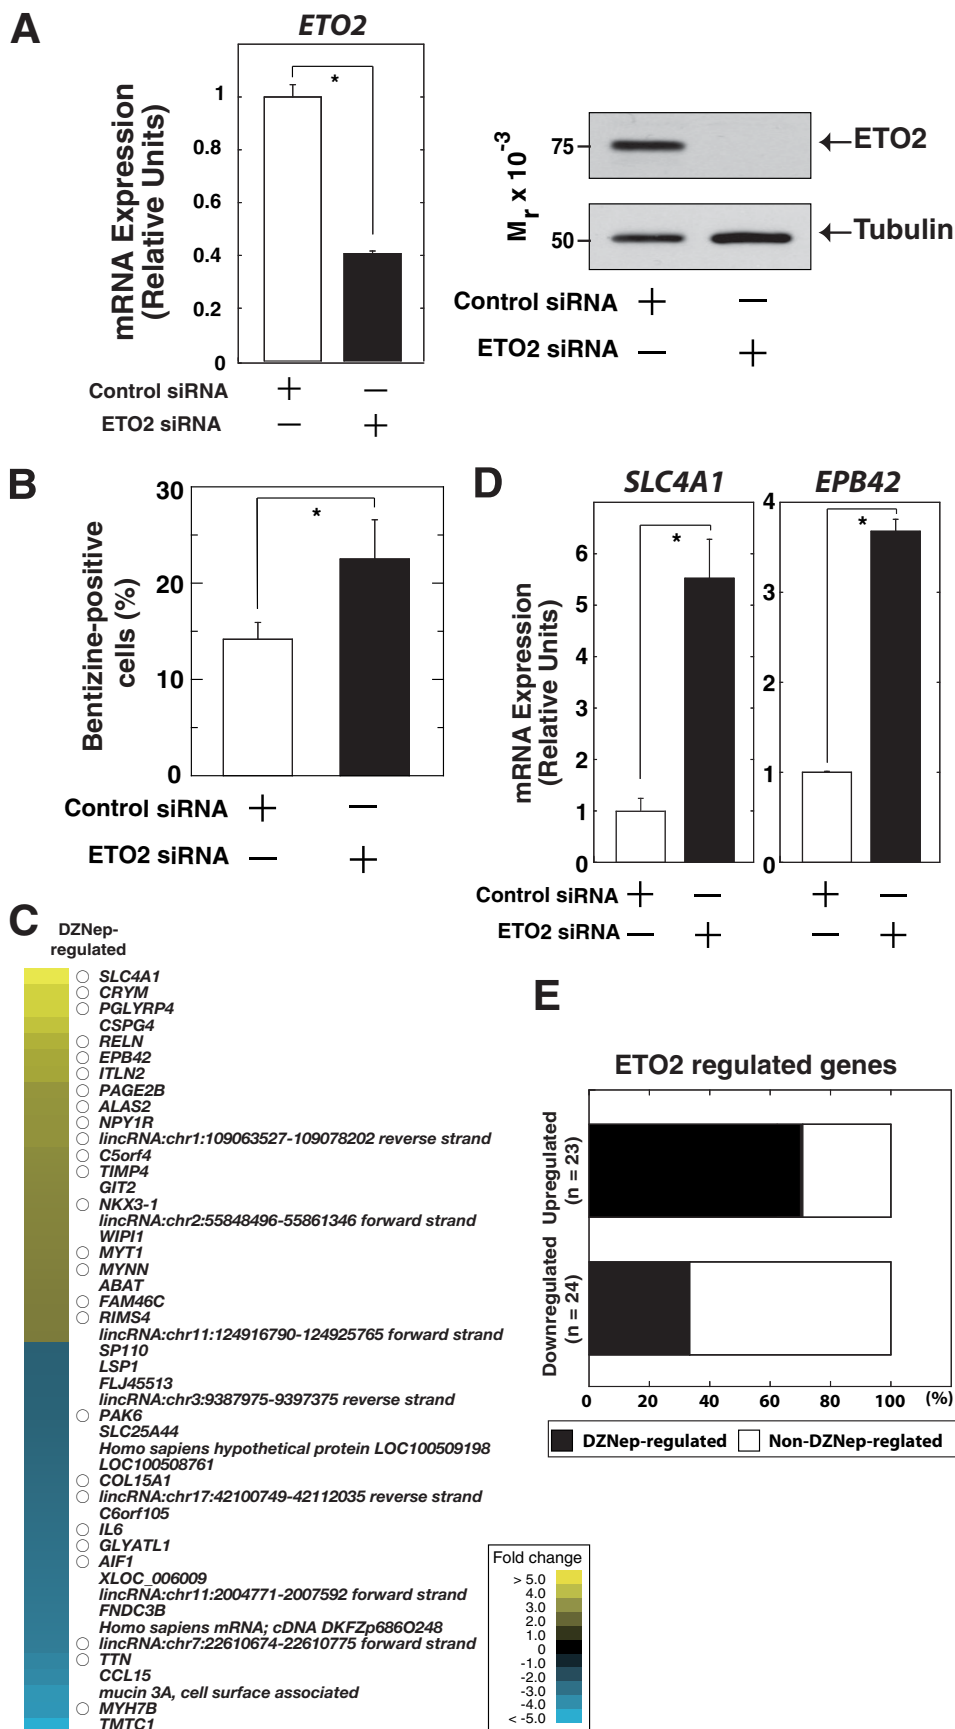 A
ETO2
mRNA Expression
(Relative Units)
1
0.8
0.6
0.4
0.2
0
*
Control siRNA + −
ETO2 siRNA − +
Mr x 10-3
75
50
ETO2
Tubulin
Control siRNA + −
ETO2 siRNA − +
B
Bentizine-positive
cells (%)
30
20
10
0
*
Control siRNA + −
ETO2 siRNA − +
D
SLC4A1
EPB42
mRNA Expression
(Relative Units)
6
5
4
3
2
1
0
*
4
3
2
1
0
*
Control siRNA + − + −
ETO2 siRNA − + − +
C
DZNep-
regulated
○ SLC4A1
○ CRYM
○ PGLYRP4
CSPG4
○ RELN
○ EPB42
○ ITLN2
○ PAGE2B
○ ALAS2
○ NPY1R
○ lincRNA:chr1:109063527-109078202 reverse strand
○ C5orf4
○ TIMP4
GIT2
○ NKX3-1
lincRNA:chr2:55848496-55861346 forward strand
WIPI1
○ MYT1
○ MYNN
ABAT
○ FAM46C
○ RIMS4
lincRNA:chr11:124916790-124925765 forward strand
SP110
LSP1
FLJ45513
lincRNA:chr3:9387975-9397375 reverse strand
○ PAK6
SLC25A44
Homo sapiens hypothetical protein LOC100509198
LOC100508761
○ COL15A1
○ lincRNA:chr17:42100749-42112035 reverse strand
C6orf105
○ IL6
○ GLYATL1
○ AIF1
XLOC_006009
lincRNA:chr11:2004771-2007592 forward strand
FNDC3B
Homo sapiens mRNA; cDNA DKFZp686O248
○ lincRNA:chr7:22610674-22610775 forward strand
○ TTN
CCL15
mucin 3A, cell surface associated
○ MYH7B
TMTC1
Fold change
> 5.0
4.0
3.0
2.0
1.0
0
-1.0
-2.0
-3.0
-4.0
< -5.0
E
ETO2 regulated genes
Upregulated
(n = 23)
Downregulated
(n = 24)
0 20 40 60 80 100 (%)
DZNep-regulated Non-DZNep-reglated